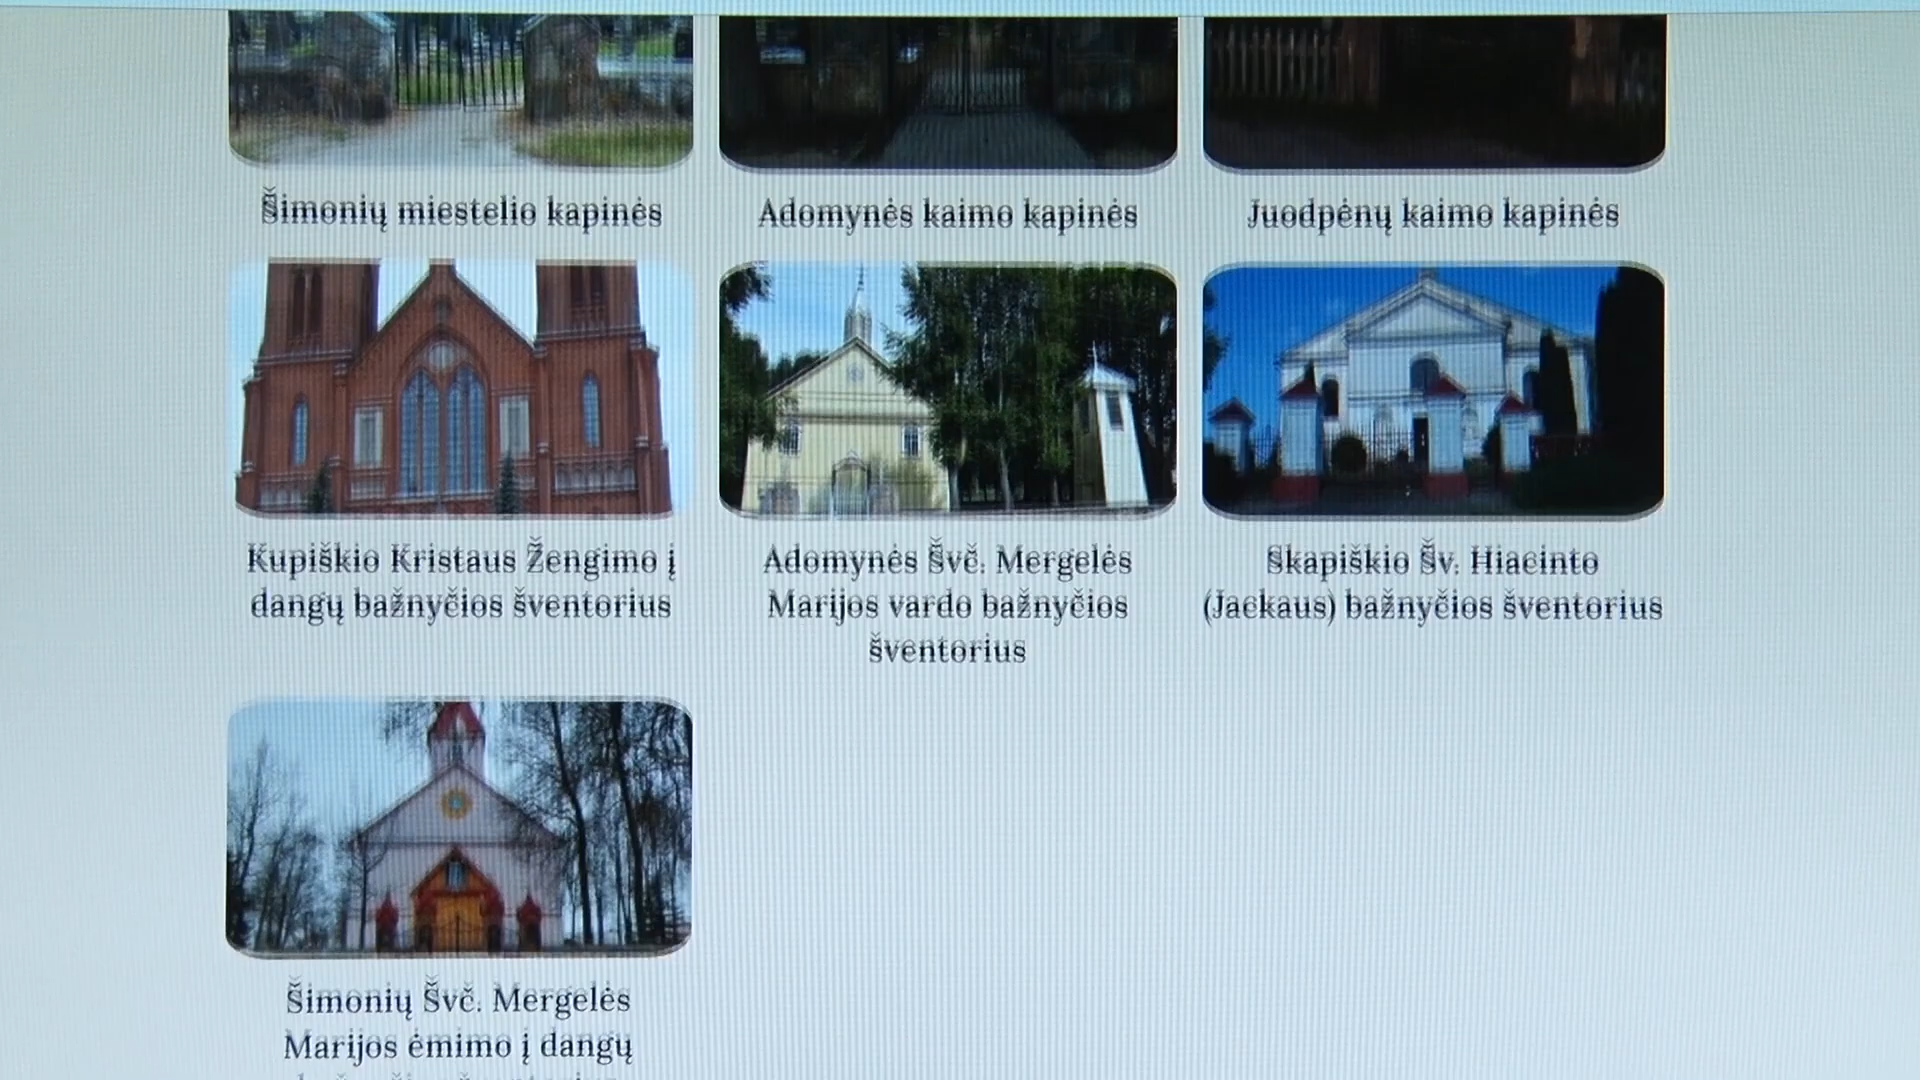 Šimonių miestelio kapinės
Adomynės kaimo kapinės
Juodpėnų kaimo kapinės
Kupiškio Kristaus Žengimo į
dangų bažnyčios šventorius
Adomynės Švč. Mergelės
Marijos vardo bažnyčios
šventorius
Skapiškio Šv. Hiacinto
(Jackaus) bažnyčios šventorius
Šimonių Švč. Mergelės
Marijos ėmimo į dangų